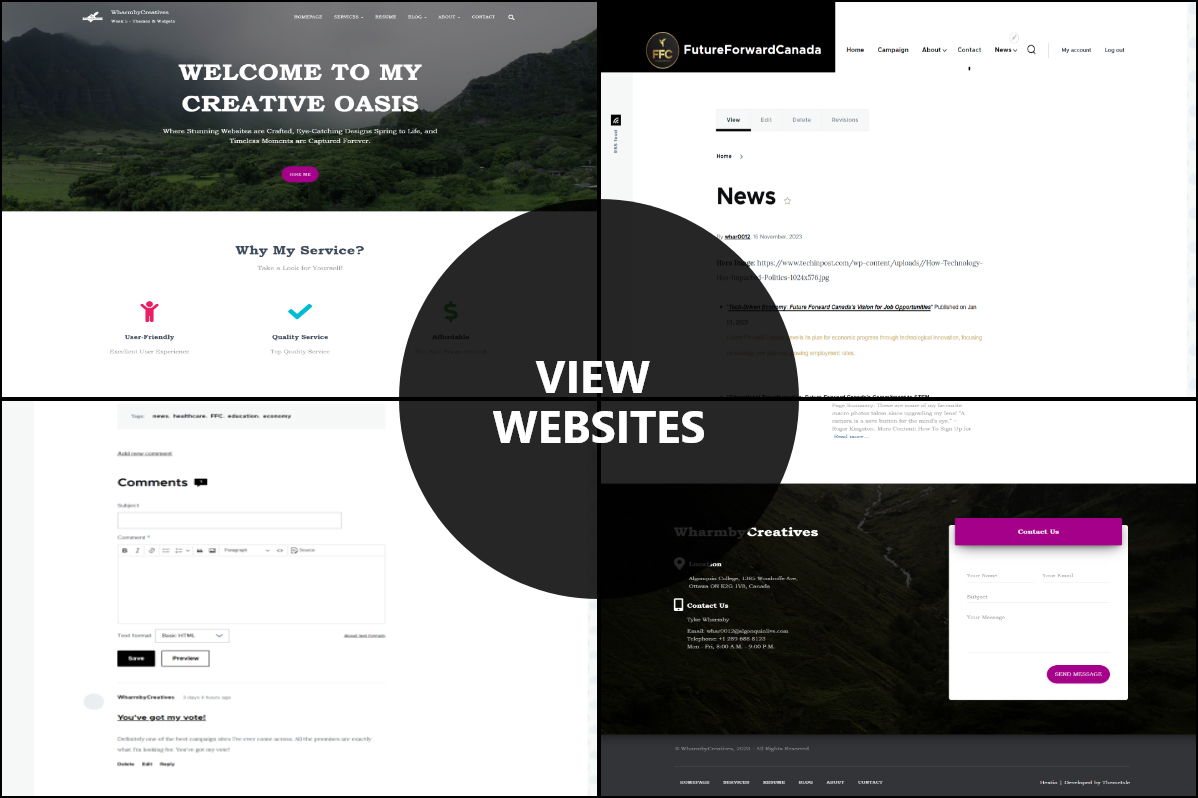 WharmbyCreatives
Week 5 - Themes & Widgets
HOMEPAGE SERVICES RESUME BLOG ABOUT CONTACT
WELCOME TO MY
CREATIVE OASIS
Where Stunning Websites are Crafted, Eye-Catching Designs Spring to Life, and
Timeless Moments are Captured Forever.
HIRE ME
Why My Service?
Take a Look for Yourself!
User-Friendly
Excellent User Experience
Quality Service
Top Quality Service
Affordable
FFC
FutureForwardCanada
Home Campaign About Contact News
My account Log out
RSS feed
View Edit Delete Revisions
Home
News
By whar0012, 16 November, 2023
Hero Image: https://www.techinpost.com/wp-content/uploads//How-Technology-
Has-Impacted-Politics-1024x576.jpg
"Tech-Driven Economy: Future Forward Canada's Vision for Job Opportunities" Published on Jan
its plan for economic progress through technological innovation, focusing
employment rates.
Future Forward Canada's Commitment to STEM
VIEW
WEBSITES
Tags: news, healthcare, FFC, education, economy
Add new comment
Comments
Subject
Comment *
B I Paragraph Source
Text format Basic HTML
About text formats
Save Preview
WharmbyCreatives 3 days 4 hours ago
You've got my vote!
Definitely one of the best campaign sites I've ever come across. All the promises are exactly
what I'm looking for. You've got my vote!
Delete Edit Reply
Page Summary: These are some of my favourite
macro photos taken since upgrading my lens! "A
camera is a save button for the mind's eye." –
Roger Kingston. More Content: How To Sign Up for
Read more…
WharmbyCreatives
Location
Algonquin College, 1385 Woodroffe Ave,
Ottawa ON K2G 1V8, Canada
Contact Us
Tyler Wharmby
Email: whar0012@algonquinlive.com
Telephone: +1 289 688 8123
Mon - Fri, 8:00 A.M. - 9:00 P.M.
Contact Us
Your Name Your Email
Subject
Your Message
SEND MESSAGE
© WharmbyCreatives, 2023 - All Rights Reserved
HOMEPAGE SERVICES RESUME BLOG ABOUT CONTACT
Hestia | Developed by ThemeIsle